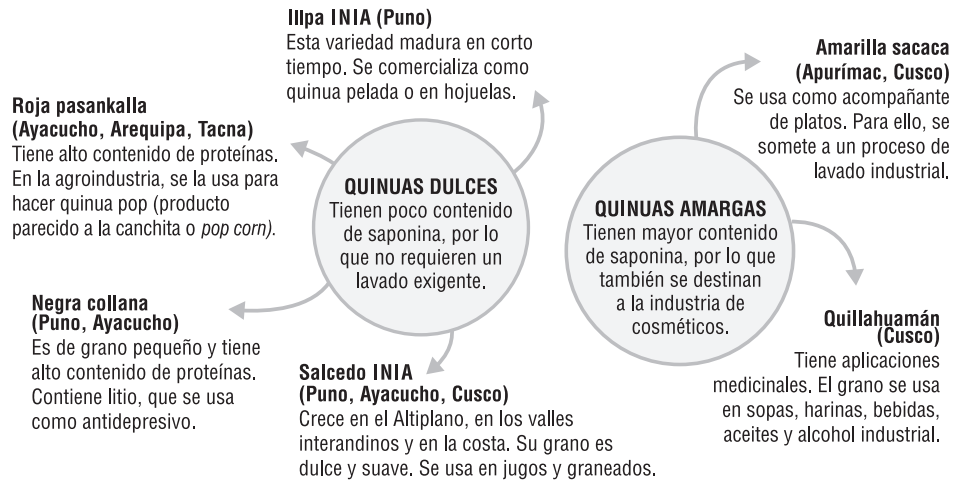 Illpa INIA (Puno)
Esta variedad madura en corto
tiempo. Se comercializa como
quinua pelada o en hojuelas.
Roja pasankalla
(Ayacucho, Arequipa, Tacna)
Tiene alto contenido de proteínas.
En la agroindustria, se la usa para
hacer quinua pop (producto
parecido a la canchita o pop corn).
QUINUAS DULCES
Tienen poco contenido
de saponina, por lo
que no requieren un
lavado exigente.
Negra collana
(Puno, Ayacucho)
Es de grano pequeño y tiene
alto contenido de proteínas.
Contiene litio, que se usa
como antidepresivo.
Salcedo INIA
(Puno, Ayacucho, Cusco)
Crece en el Altiplano, en los valles
interandinos y en la costa. Su grano es
dulce y suave. Se usa en jugos y graneados.
Amarilla sacaca
(Apurímac, Cusco)
Se usa como acompañante
de platos. Para ello, se
somete a un proceso de
lavado industrial.
QUINUAS AMARGAS
Tienen mayor contenido
de saponina, por lo que
también se destinan
a la industria de
cosméticos.
Quillahuamán
(Cusco)
Tiene aplicaciones
medicinales. El grano se usa
en sopas, harinas, bebidas,
aceites y alcohol industrial.